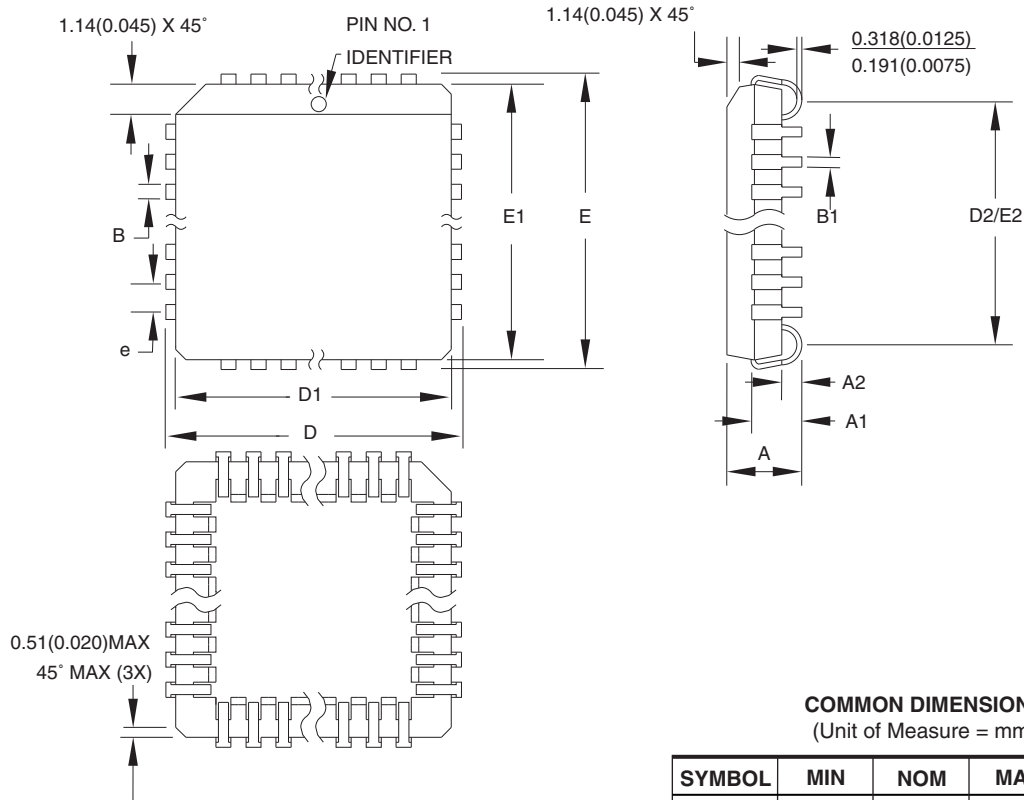 1.14(0.045) X 45˚
PIN NO. 1
IDENTIFIER
1.14(0.045) X 45˚
0.318(0.0125)
0.191(0.0075)
E1
E
B
e
B1
D2/E2
D1
D
A2
A1
A
0.51(0.020)MAX
45˚ MAX (3X)
COMMON DIMENSION
(Unit of Measure = mm
SYMBOL MIN NOM MA